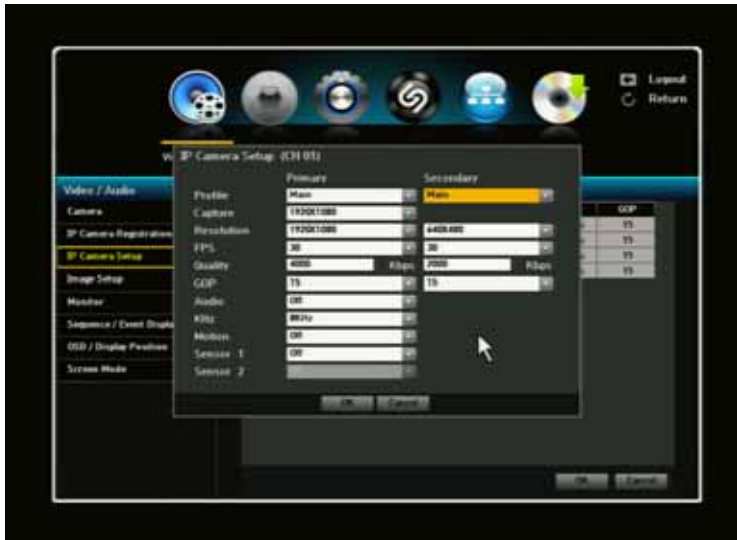 Logout
Return
IP Camera Setup (CH 01)
Primary Secondary
Profile Main Main
Capture 1920X1080
Resolution 1920X1080 640X480
FPS 30 30
Quality 4000 Kbps 2000 Kbps
GOP 15 15
Audio Off
KHz 8KHz
Motion Off
Sensor 1 Off
Sensor 2
OK Cancel
Video / Audio
Camera
IP Camera Registration
IP Camera Setup
Image Setup
Monitor
Sequence / Event Display
OSD / Display Position
Screen Mode
GOP
15
15
15
15
OK Cancel